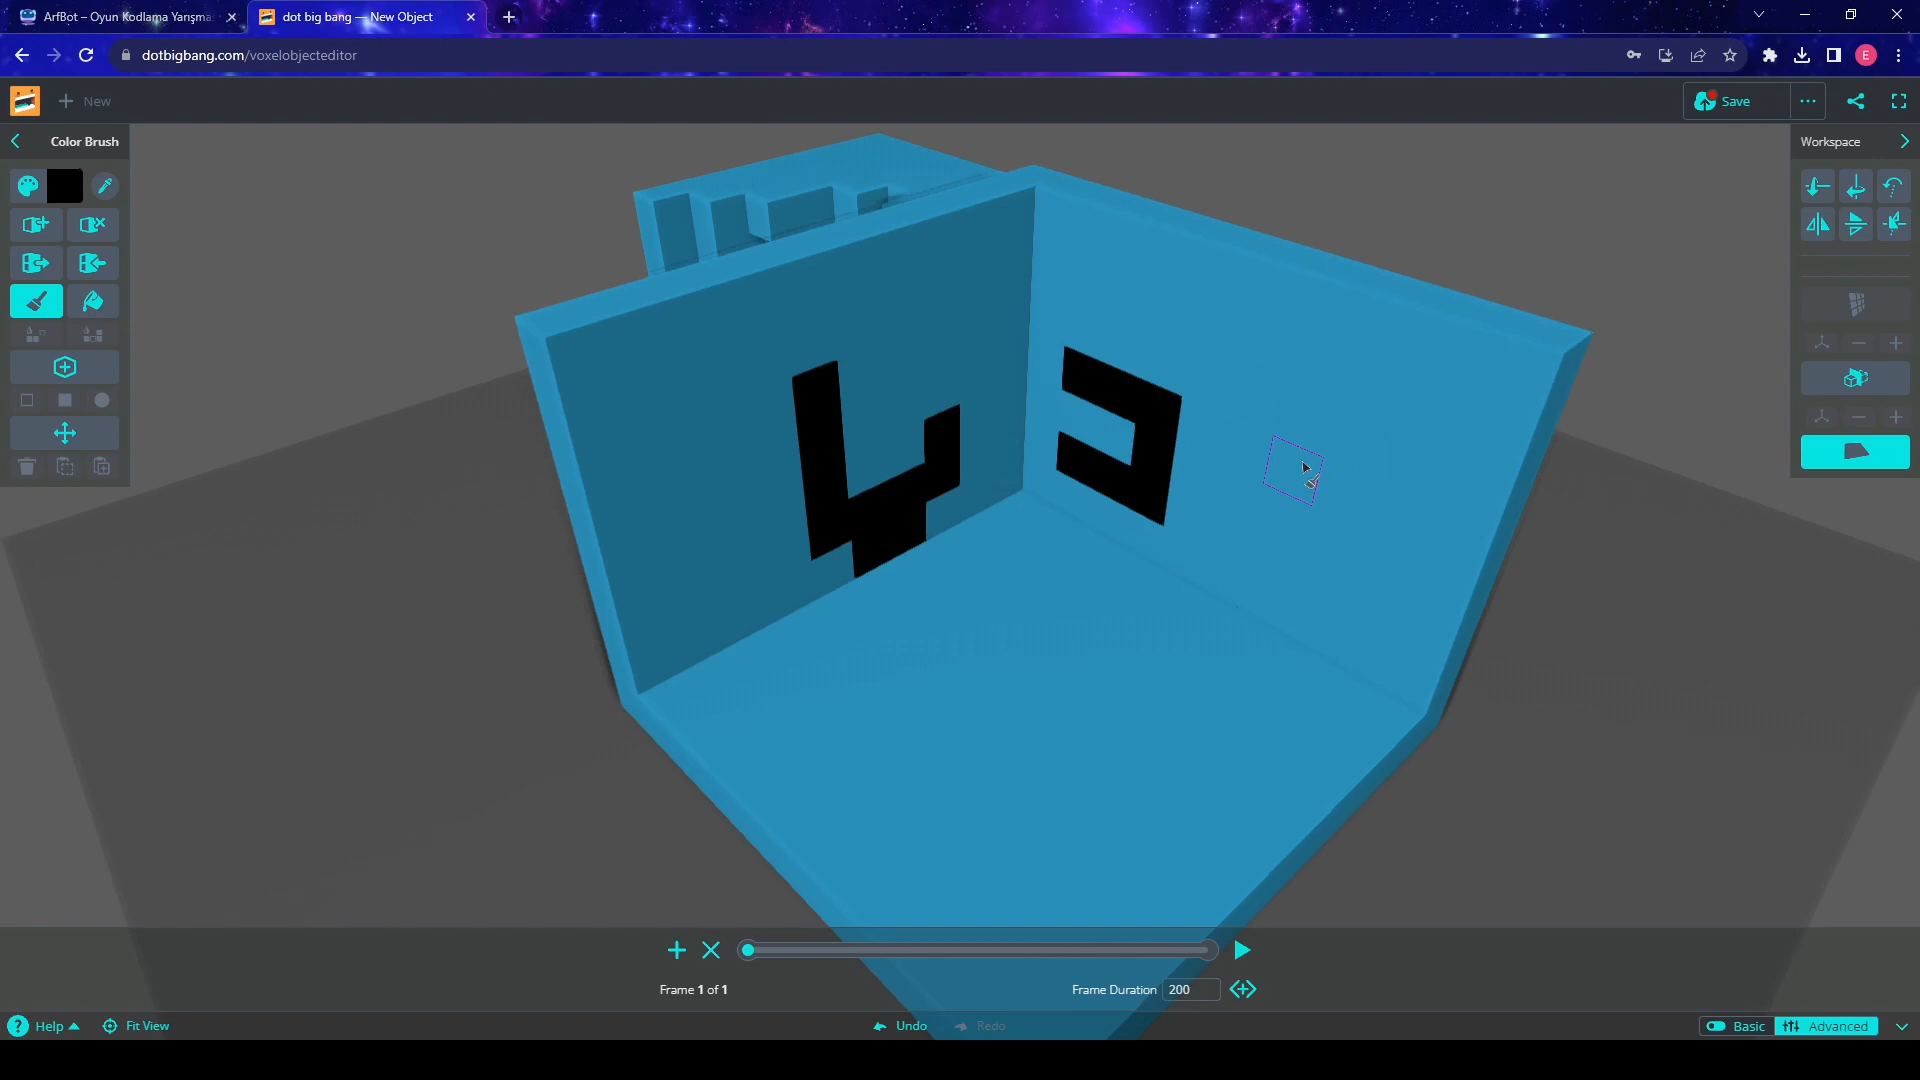 ArfBot – Oyun Kodlama Yarışma
dot big bang — New Object
dotbigbang.com/voxelobjecteditor
E
New
Save
Color Brush
Workspace
Frame 1 of 1
Frame Duration 200
? Help
Fit View
Undo
Redo
Basic
Advanced